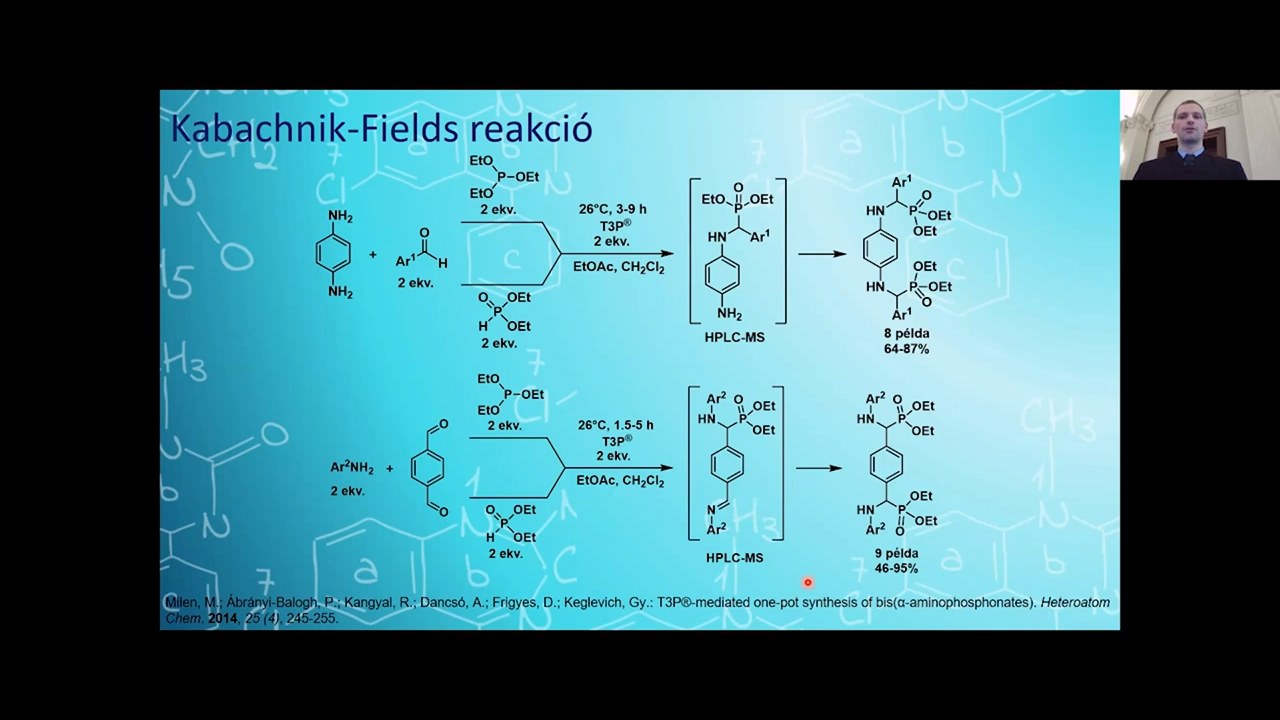 Kabachnik-Fields reakció
EtO
P
OEt
EtO
2 ekv.
NH2
NH2
+
Ar1
O
H
2 ekv.
O
OEt
P
H
OEt
2 ekv.
26°C, 3-9 h
T3P®
2 ekv.
EtOAc, CH2Cl2
O
EtO
P
OEt
HN
Ar1
NH2
HPLC-MS
Ar1
O
HN
P
OEt
OEt
OEt
HN
P
OEt
O
Ar1
8 példa
64-87%
EtO
P
OEt
EtO
2 ekv.
Ar2NH2
2 ekv.
+
O
O
O
OEt
P
H
OEt
2 ekv.
26°C, 1.5-5 h
T3P®
2 ekv.
EtOAc, CH2Cl2
Ar2
O
OEt
HN
P
OEt
N
Ar2
HPLC-MS
Ar2
O
OEt
HN
P
OEt
OEt
HN
P
OEt
Ar2
O
9 példa
46-95%
Milen, M.; Ábrányi-Balogh, P.; Kangyal, R.; Dancsó, A.; Frigyes, D.; Keglevich, Gy.: T3P®-mediated one-pot synthesis of bis(α-aminophosphonates). Heteroatom
Chem. 2014, 25 (4), 245-255.